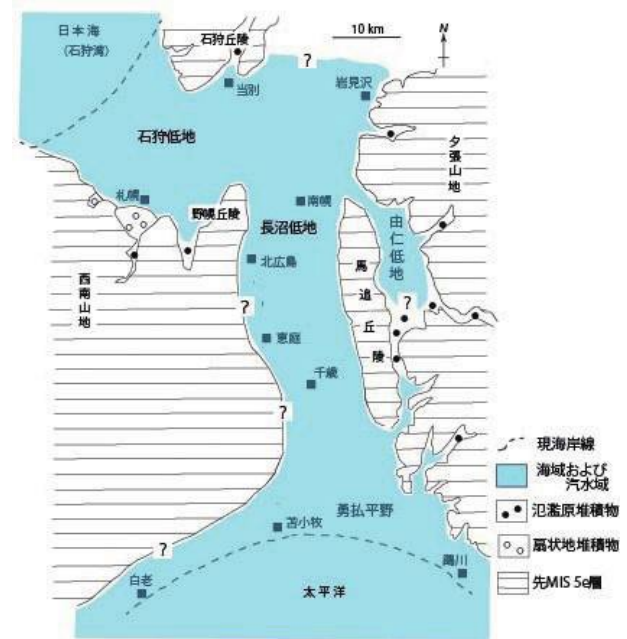 日本海
(石狩湾)
石狩丘陵
10 km
N
?
当別
岩見沢
石狩低地
夕張山地
札幌
野幌丘陵
南幌
長沼低地
由仁低地
北広島
馬追丘陵
西南山地
?
?
恵庭
千歳
?
現海岸線
海域および
汽水域
勇払平野
氾濫原堆積物
苫小牧
扇状地堆積物
?
鵡川
白老
太平洋
先MIS 5e層